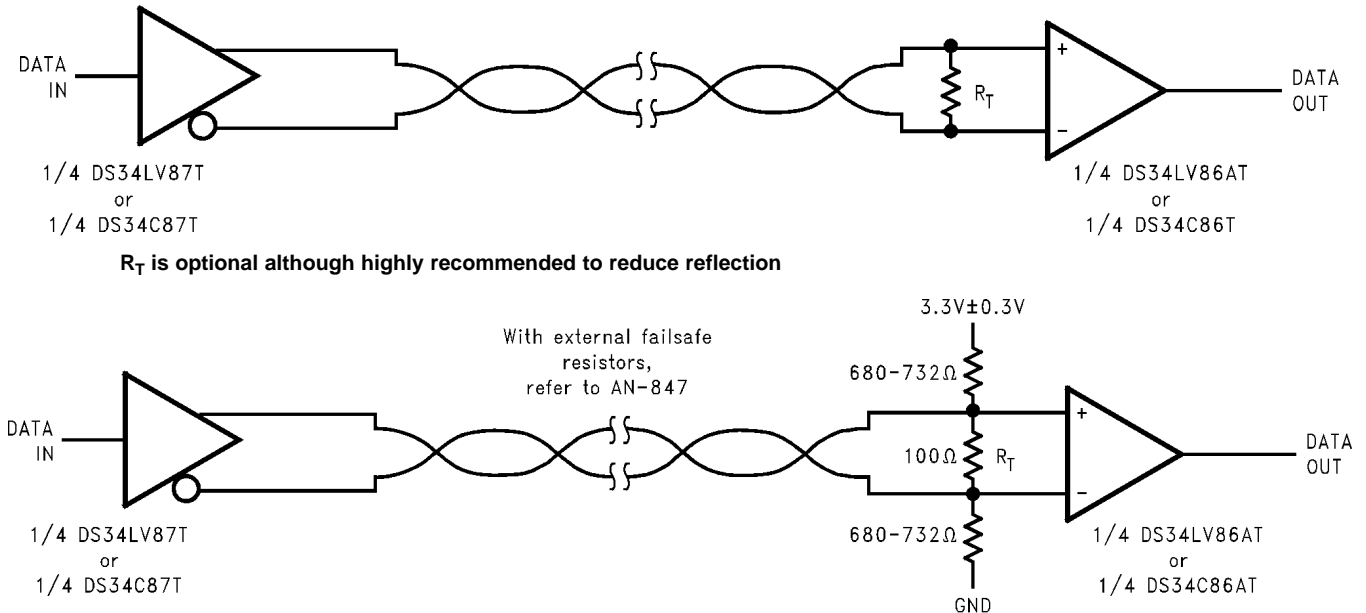 DATA
IN
+
R_T
−
DATA
OUT
1/4 DS34LV87T
or
1/4 DS34C87T
1/4 DS34LV86AT
or
1/4 DS34C86T
R_T is optional although highly recommended to reduce reflection
3.3V±0.3V
With external failsafe
resistors,
refer to AN-847
680-732Ω
DATA
IN
+
100Ω R_T
−
DATA
OUT
680-732Ω
1/4 DS34LV87T
or
1/4 DS34C87T
1/4 DS34LV86AT
or
1/4 DS34C86AT
GND